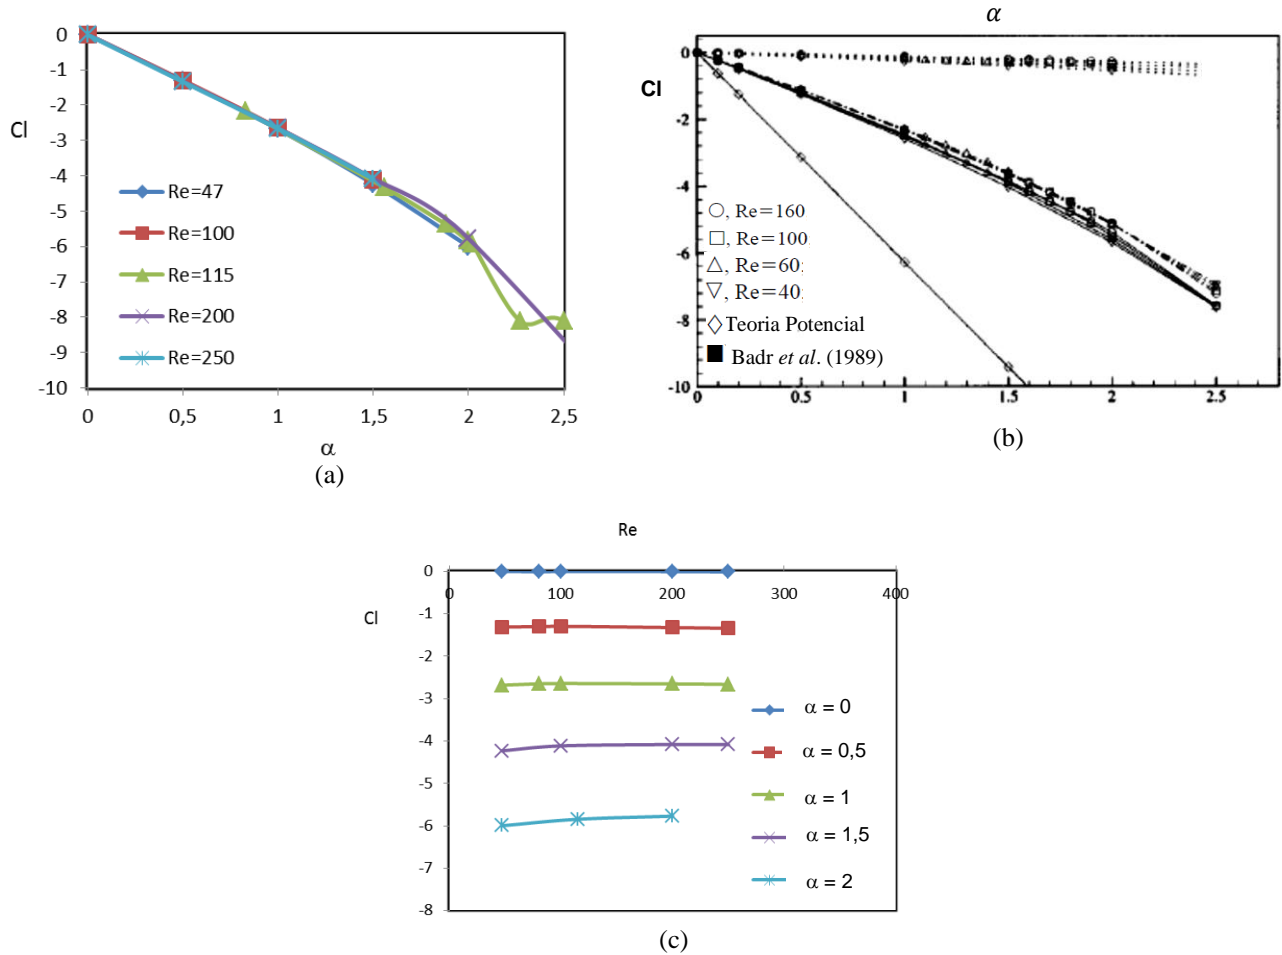 0
-1
-2
-3
-4
-5
-6
-7
-8
-9
-10
Cl
Re=47
Re=100
Re=115
Re=200
Re=250
0 0,5 1 1,5 2 2,5
α
(a)
α
Cl
0
-2
-4
-6
-8
-10
○, Re=160
□, Re=100
△, Re=60
▽, Re=40
◇ Teoria Potencial
■ Badr et al. (1989)
0 0.5 1 1.5 2 2.5
(b)
Re
Cl
0 100 200 300 400
0
-1
-2
-3
-4
-5
-6
-7
-8
α = 0
α = 0,5
α = 1
α = 1,5
α = 2
(c)